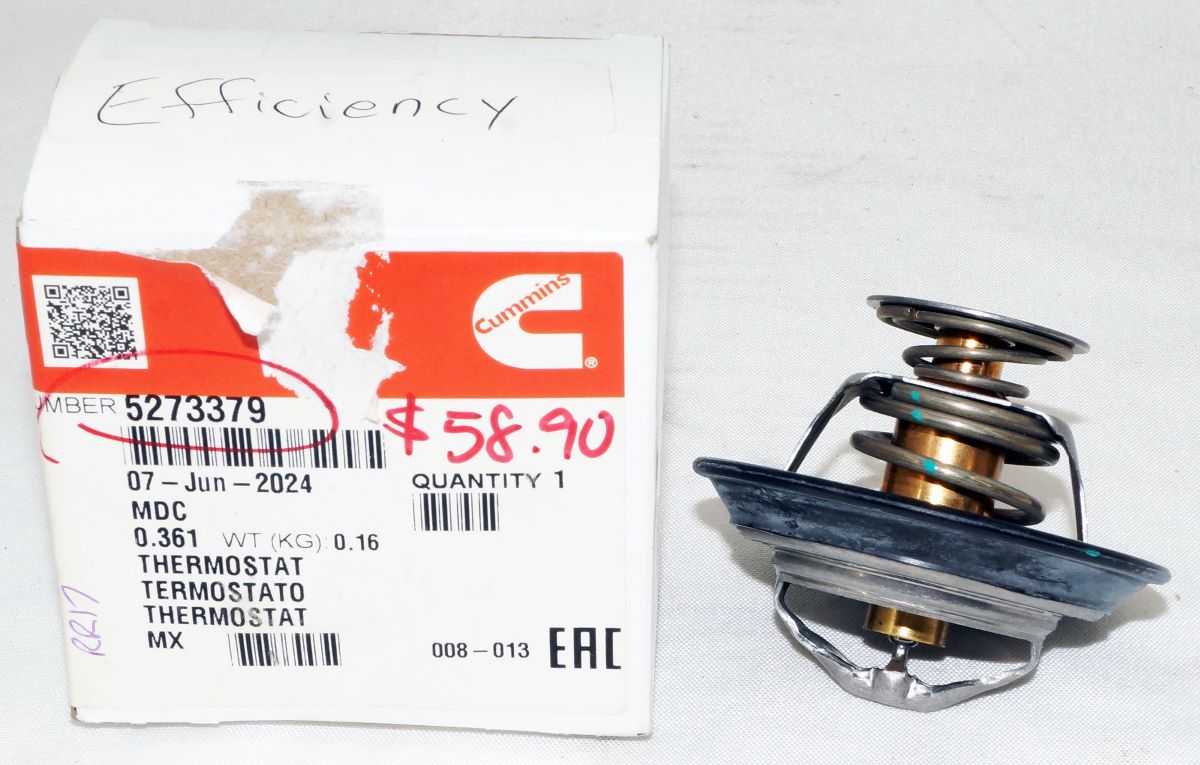 Efficiency
Cummins
®
UMBER 5273379
$58.90
07-Jun-2024
QUANTITY 1
MDC
0.361 WT (KG): 0.16
THERMOSTAT
TERMOSTATO
THERMOSTAT
MX
008-013
EAC
RR17